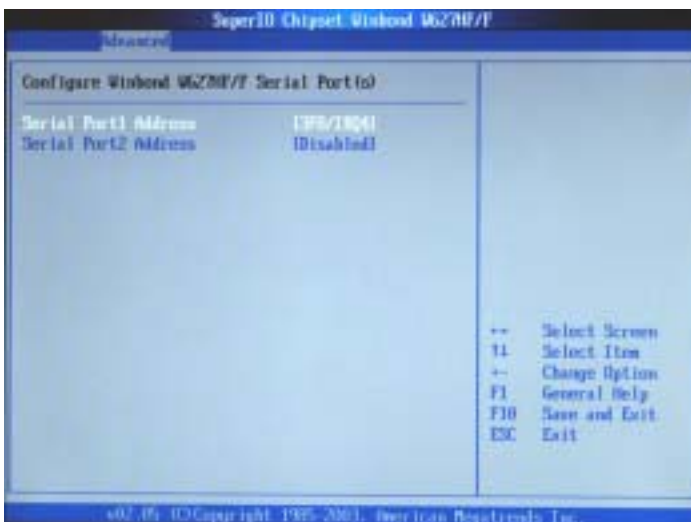 SuperIO Chipset Winbond W627HF/F
Advanced
Configure Winbond W627HF/F Serial Port(s)
Serial Port1 Address [3F8/IRQ4]
Serial Port2 Address [Disabled]
↔ Select Screen
↑↓ Select Item
+- Change Option
F1 General Help
F10 Save and Exit
ESC Exit
v02.05 (C)Copyright 1985-2003, American Megatrends Inc.